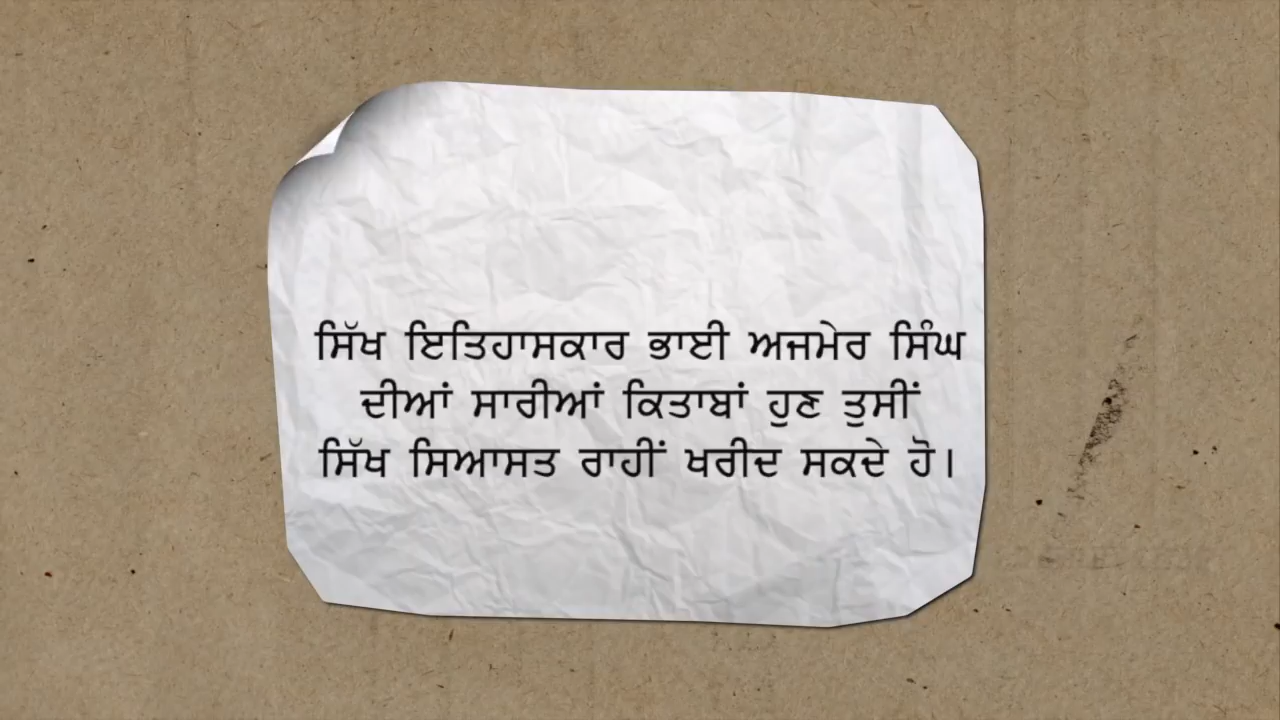 ਸਿੱਖ ਇਤਿਹਾਸਕਾਰ ਭਾਈ ਅਜਮੇਰ ਸਿੰਘ
ਦੀਆਂ ਸਾਰੀਆਂ ਕਿਤਾਬਾਂ ਹੁਣ ਤੁਸੀਂ
ਸਿੱਖ ਸਿਆਸਤ ਰਾਹੀਂ ਖਰੀਦ ਸਕਦੇ ਹੋ।